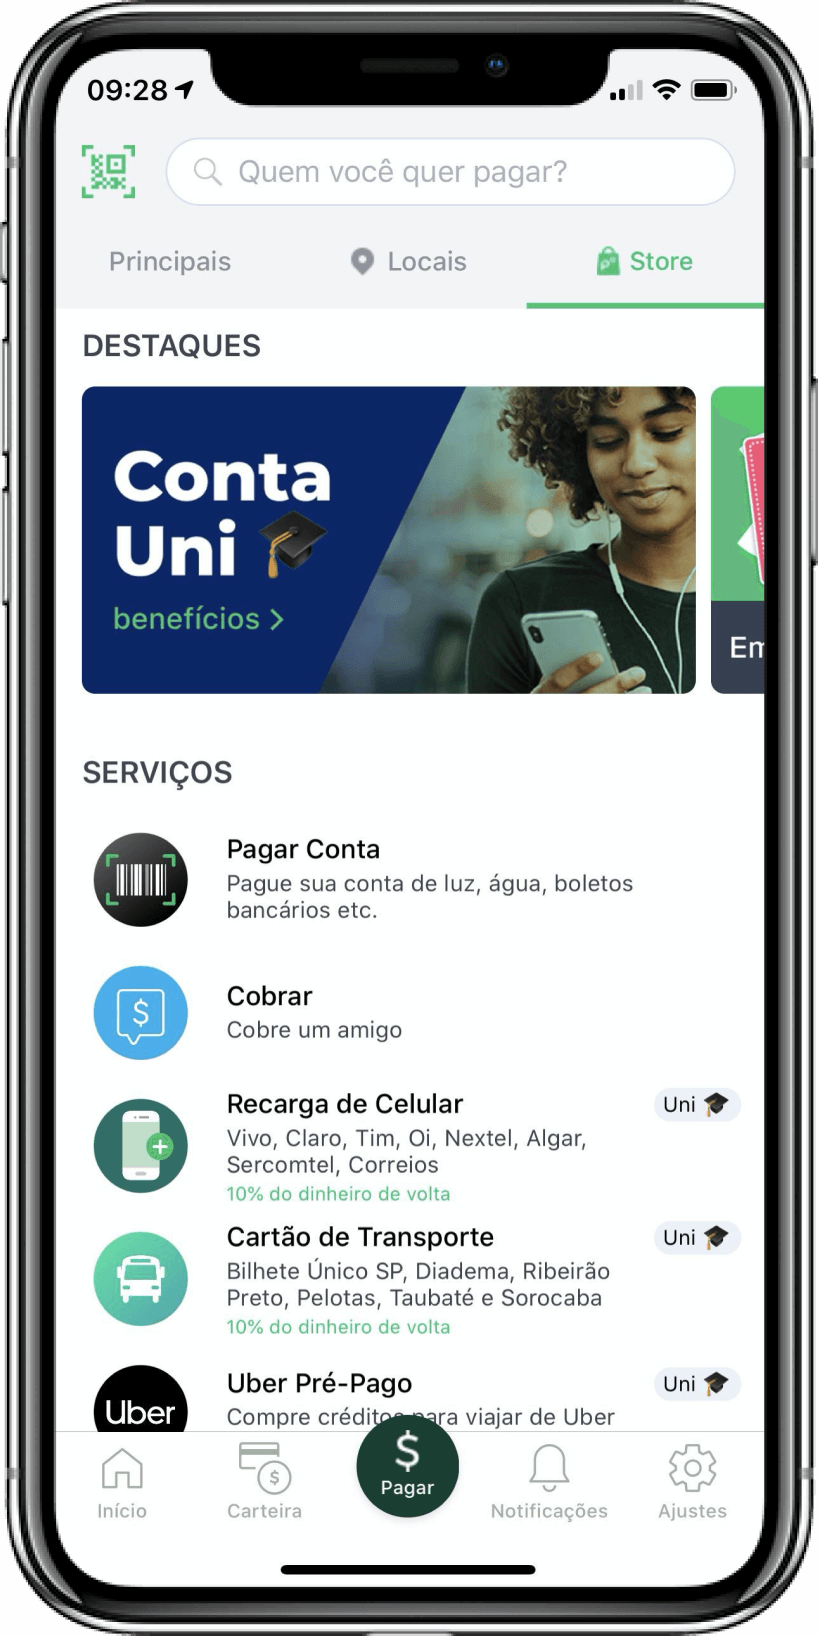 09:28
Quem você quer pagar?
Principais
Locais
Store
DESTAQUES
Conta
Uni
benefícios >
Em
SERVIÇOS
Pagar Conta
Pague sua conta de luz, água, boletos
bancários etc.
Cobrar
Cobre um amigo
Recarga de Celular
Uni
Vivo, Claro, Tim, Oi, Nextel, Algar,
Sercomtel, Correios
10% do dinheiro de volta
Cartão de Transporte
Uni
Bilhete Único SP, Diadema, Ribeirão
Preto, Pelotas, Taubaté e Sorocaba
10% do dinheiro de volta
Uber
Uber Pré-Pago
Uni
Compre créditos para viajar de Uber
Início
Carteira
$
Pagar
Notificações
Ajustes